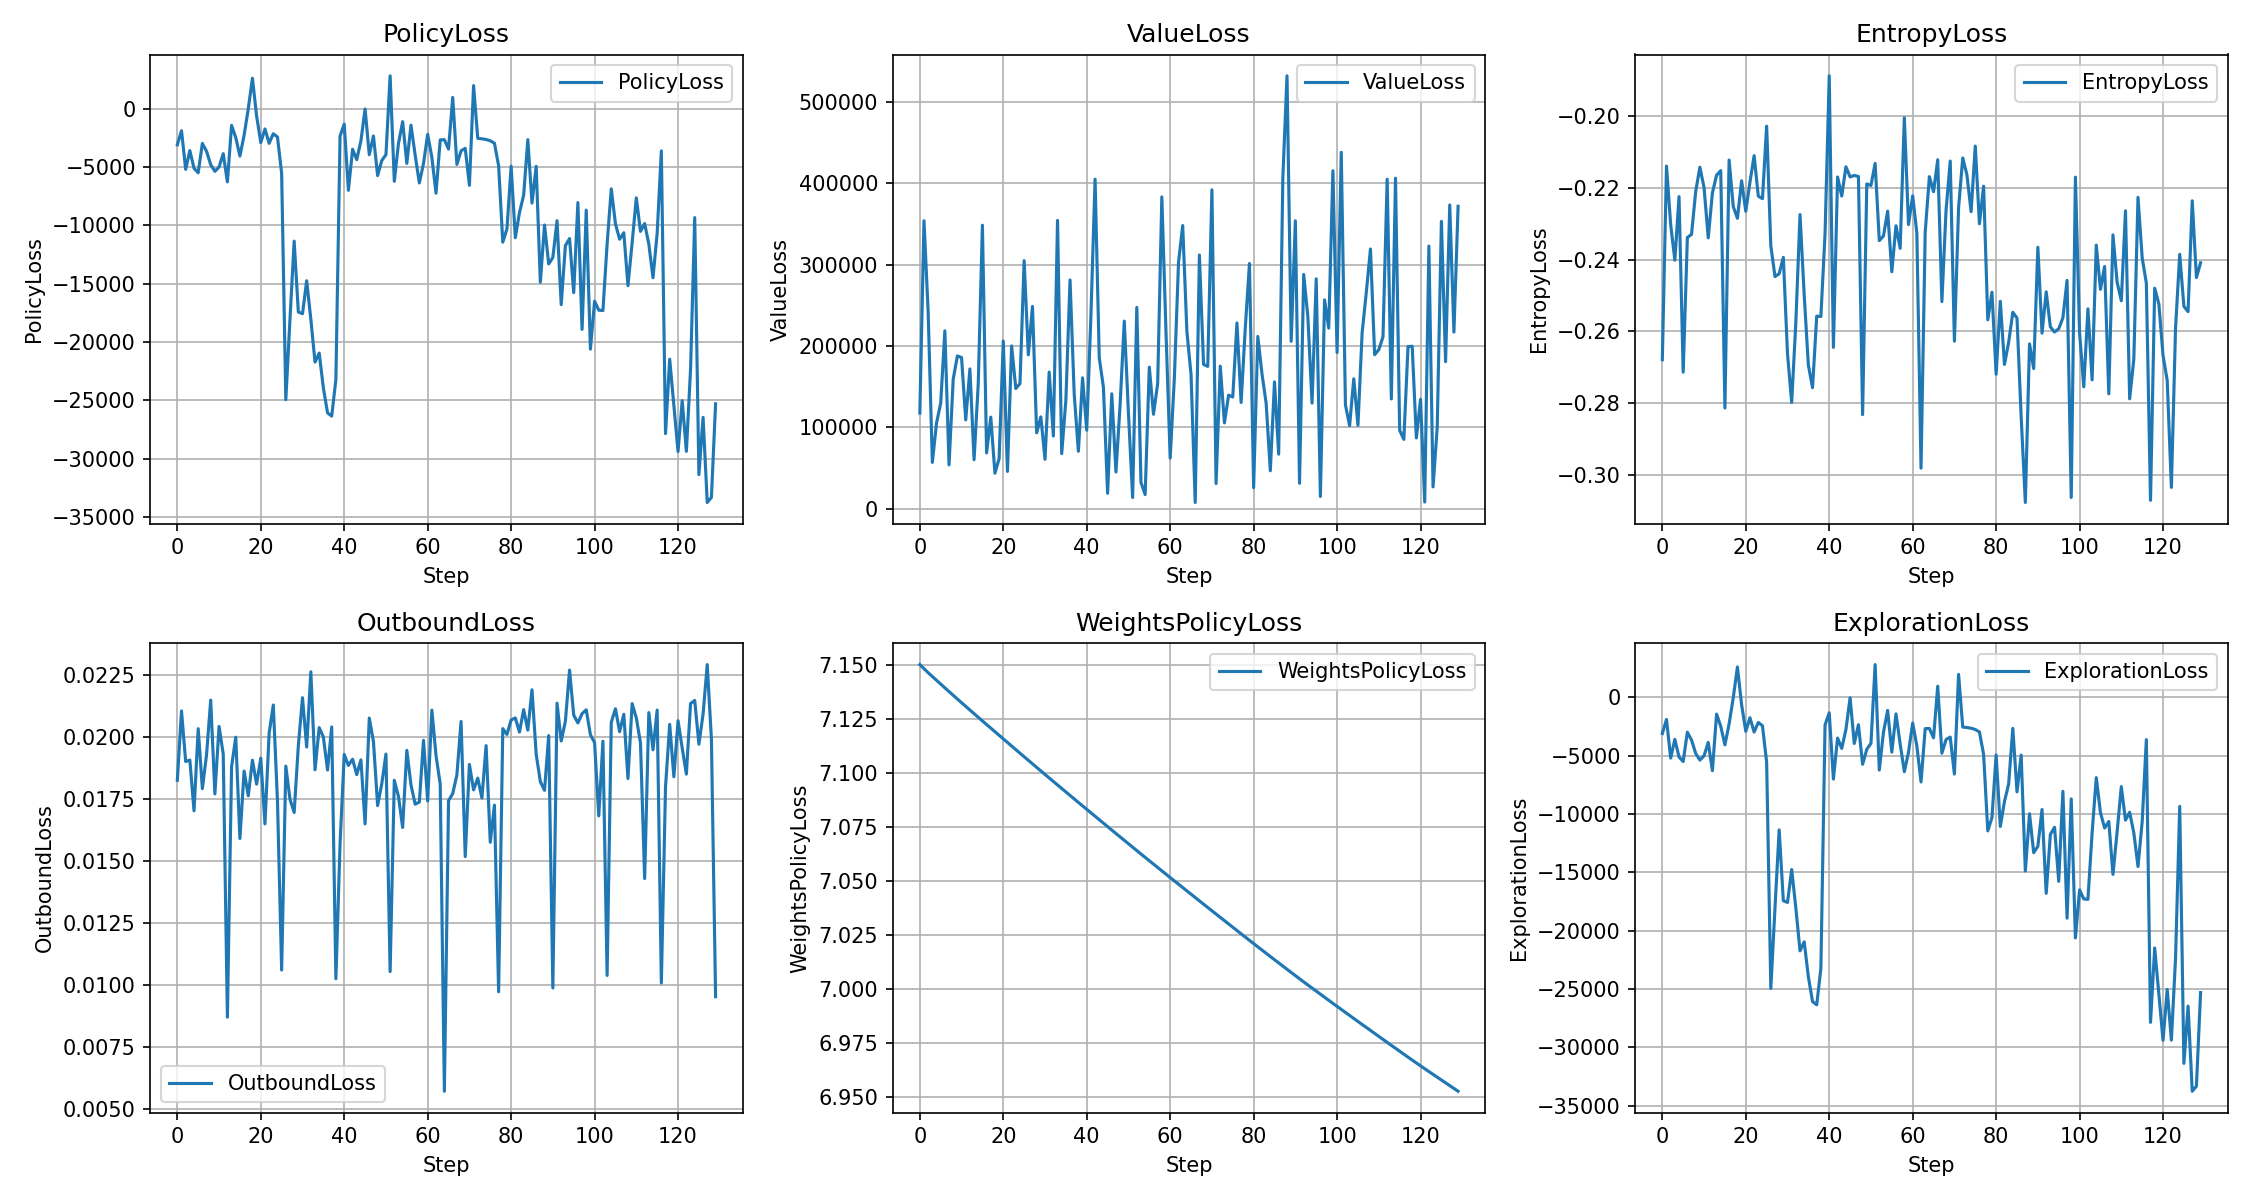 PolicyLoss
PolicyLoss
0
−5000
−10000
−15000
−20000
−25000
−30000
−35000
PolicyLoss
0 20 40 60 80 100 120
Step
ValueLoss
ValueLoss
500000
400000
300000
200000
100000
0
ValueLoss
0 20 40 60 80 100 120
Step
EntropyLoss
EntropyLoss
−0.20
−0.22
−0.24
−0.26
−0.28
−0.30
EntropyLoss
0 20 40 60 80 100 120
Step
OutboundLoss
0.0225
0.0200
0.0175
0.0150
0.0125
0.0100
0.0075
0.0050
OutboundLoss
OutboundLoss
0 20 40 60 80 100 120
Step
WeightsPolicyLoss
WeightsPolicyLoss
7.150
7.125
7.100
7.075
7.050
7.025
7.000
6.975
6.950
WeightsPolicyLoss
0 20 40 60 80 100 120
Step
ExplorationLoss
ExplorationLoss
0
−5000
−10000
−15000
−20000
−25000
−30000
−35000
ExplorationLoss
0 20 40 60 80 100 120
Step